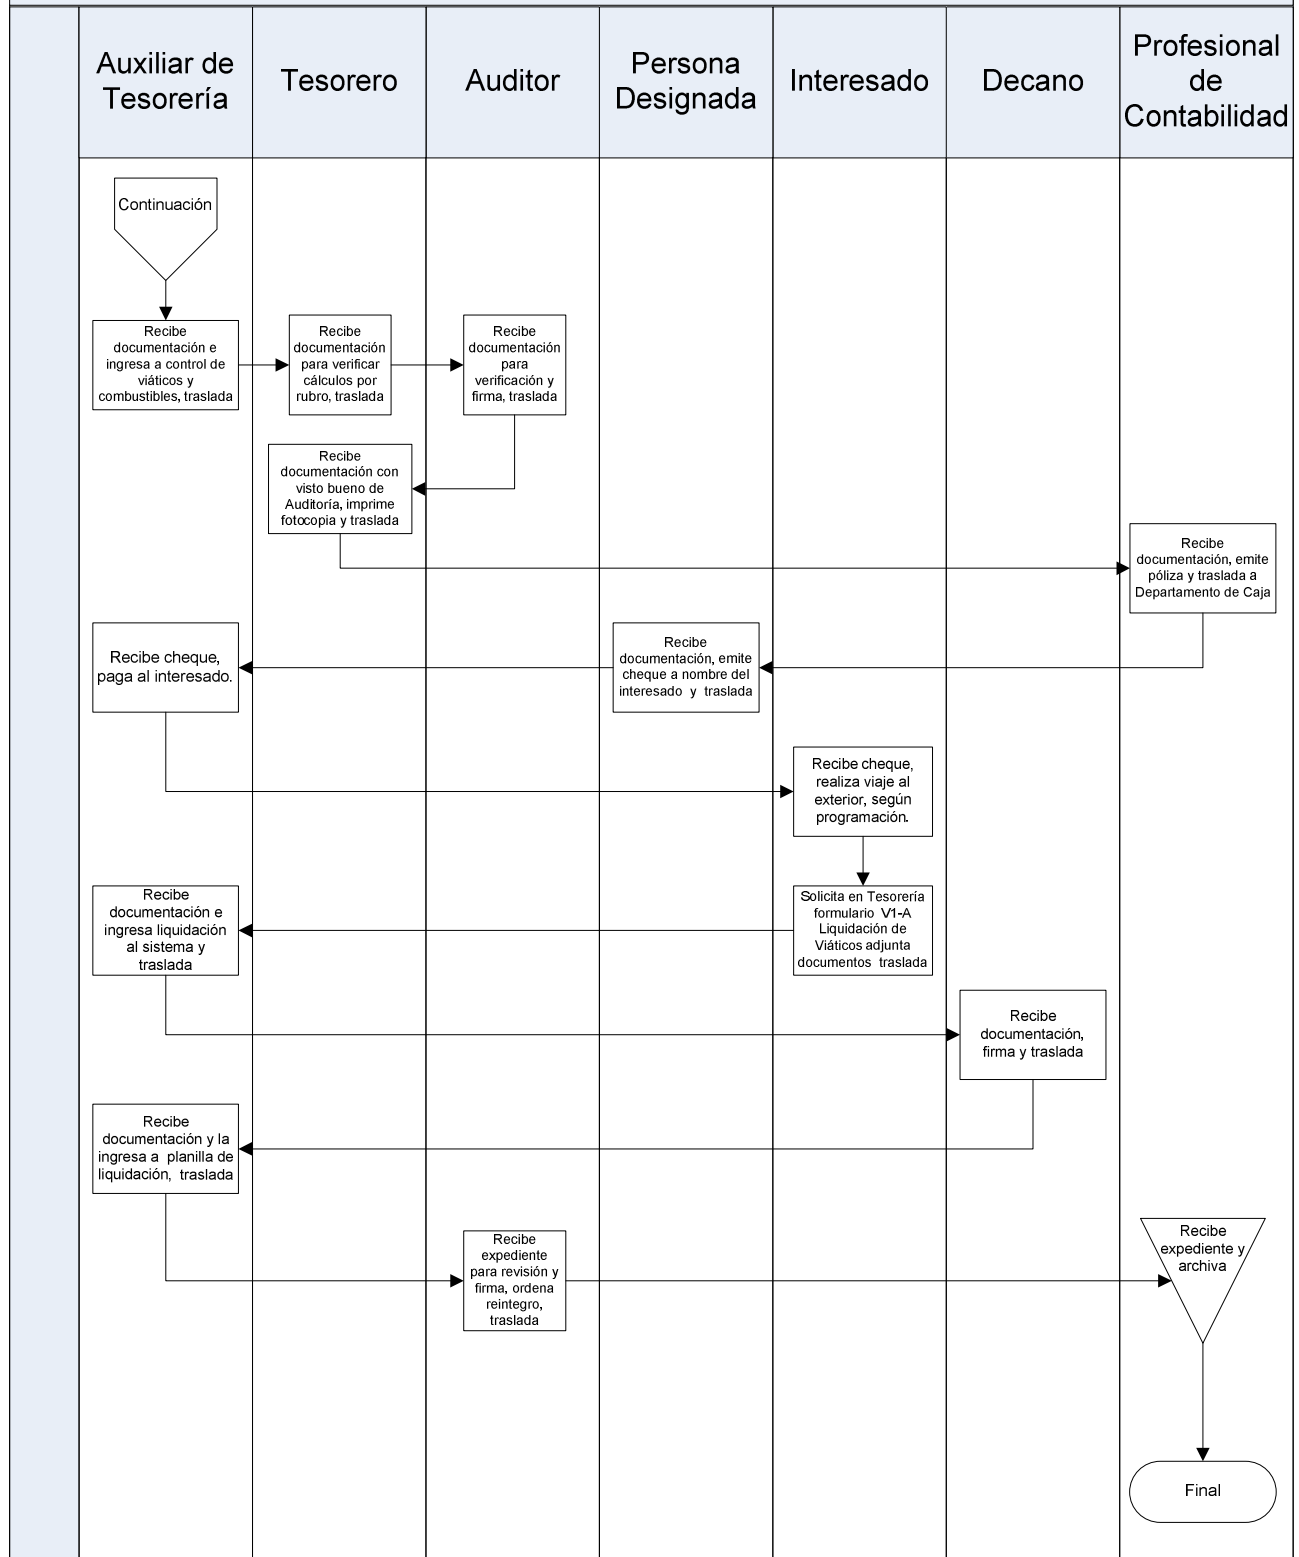 Auxiliar de
Tesorería
Tesorero
Auditor
Persona
Designada
Interesado
Decano
Profesional
de
Contabilidad
Continuación
Recibe
documentación e
ingresa a control de
viáticos y
combustibles, traslada
Recibe
documentación
para verificar
cálculos por
rubro, traslada
Recibe
documentación
para
verificación y
firma, traslada
Recibe
documentación con
visto bueno de
Auditoría, imprime
fotocopia y traslada
Recibe
documentación, emite
póliza y traslada a
Departamento de Caja
Recibe
documentación, emite
cheque a nombre del
interesado y traslada
Recibe cheque,
paga al interesado.
Recibe cheque,
realiza viaje al
exterior, según
programación.
Solicita en Tesorería
formulario V1-A
Liquidación de
Viáticos adjunta
documentos traslada
Recibe
documentación e
ingresa liquidación
al sistema y
traslada
Recibe
documentación,
firma y traslada
Recibe
documentación y la
ingresa a planilla de
liquidación, traslada
Recibe
expediente
para revisión y
firma, ordena
reintegro,
traslada
Recibe
expediente y
archiva
Final